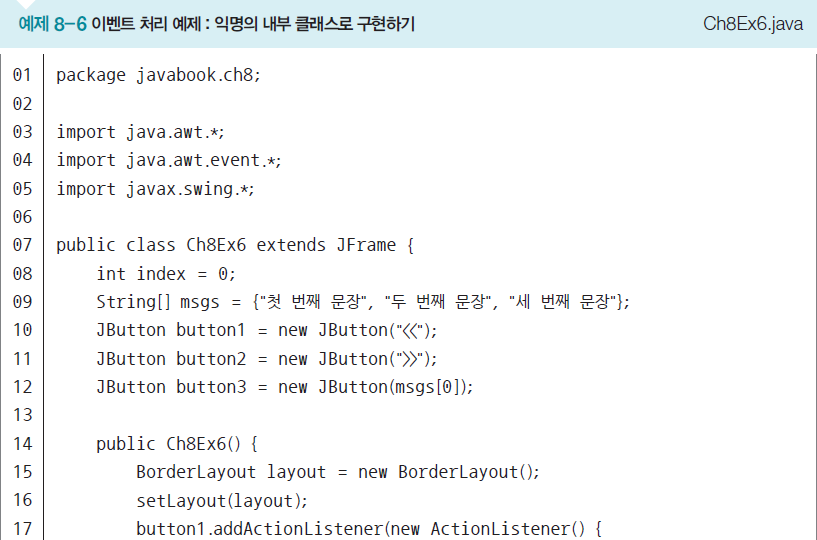 예제 8-6 이벤트 처리 예제 : 익명의 내부 클래스로 구현하기 Ch8Ex6.java
01 package javabook.ch8;
02
03 import java.awt.*;
04 import java.awt.event.*;
05 import javax.swing.*;
06
07 public class Ch8Ex6 extends JFrame {
08     int index = 0;
09     String[] msgs = {"첫 번째 문장", "두 번째 문장", "세 번째 문장"};
10     JButton button1 = new JButton("<<");
11     JButton button2 = new JButton(">>");
12     JButton button3 = new JButton(msgs[0]);
13
14     public Ch8Ex6() {
15         BorderLayout layout = new BorderLayout();
16         setLayout(layout);
17         button1.addActionListener(new ActionListener() {